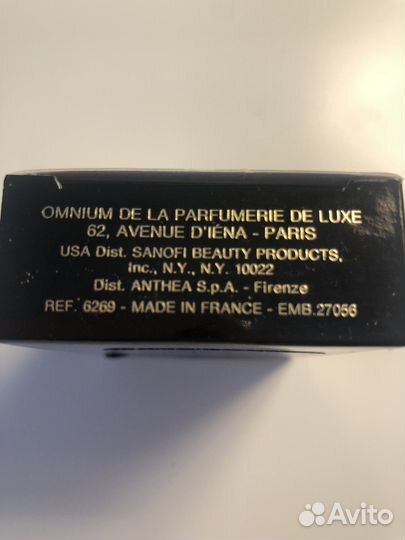 OMNIUM DE LA PARFUMERIE DE LUXE
62, AVENUE D'IÉNA - PARIS
USA Dist. SANOFI BEAUTY PRODUCTS,
Inc., N.Y., N.Y. 10022
Dist. ANTHEA S.p.A. - Firenze
REF. 6269 - MADE IN FRANCE - EMB.27056
Avito